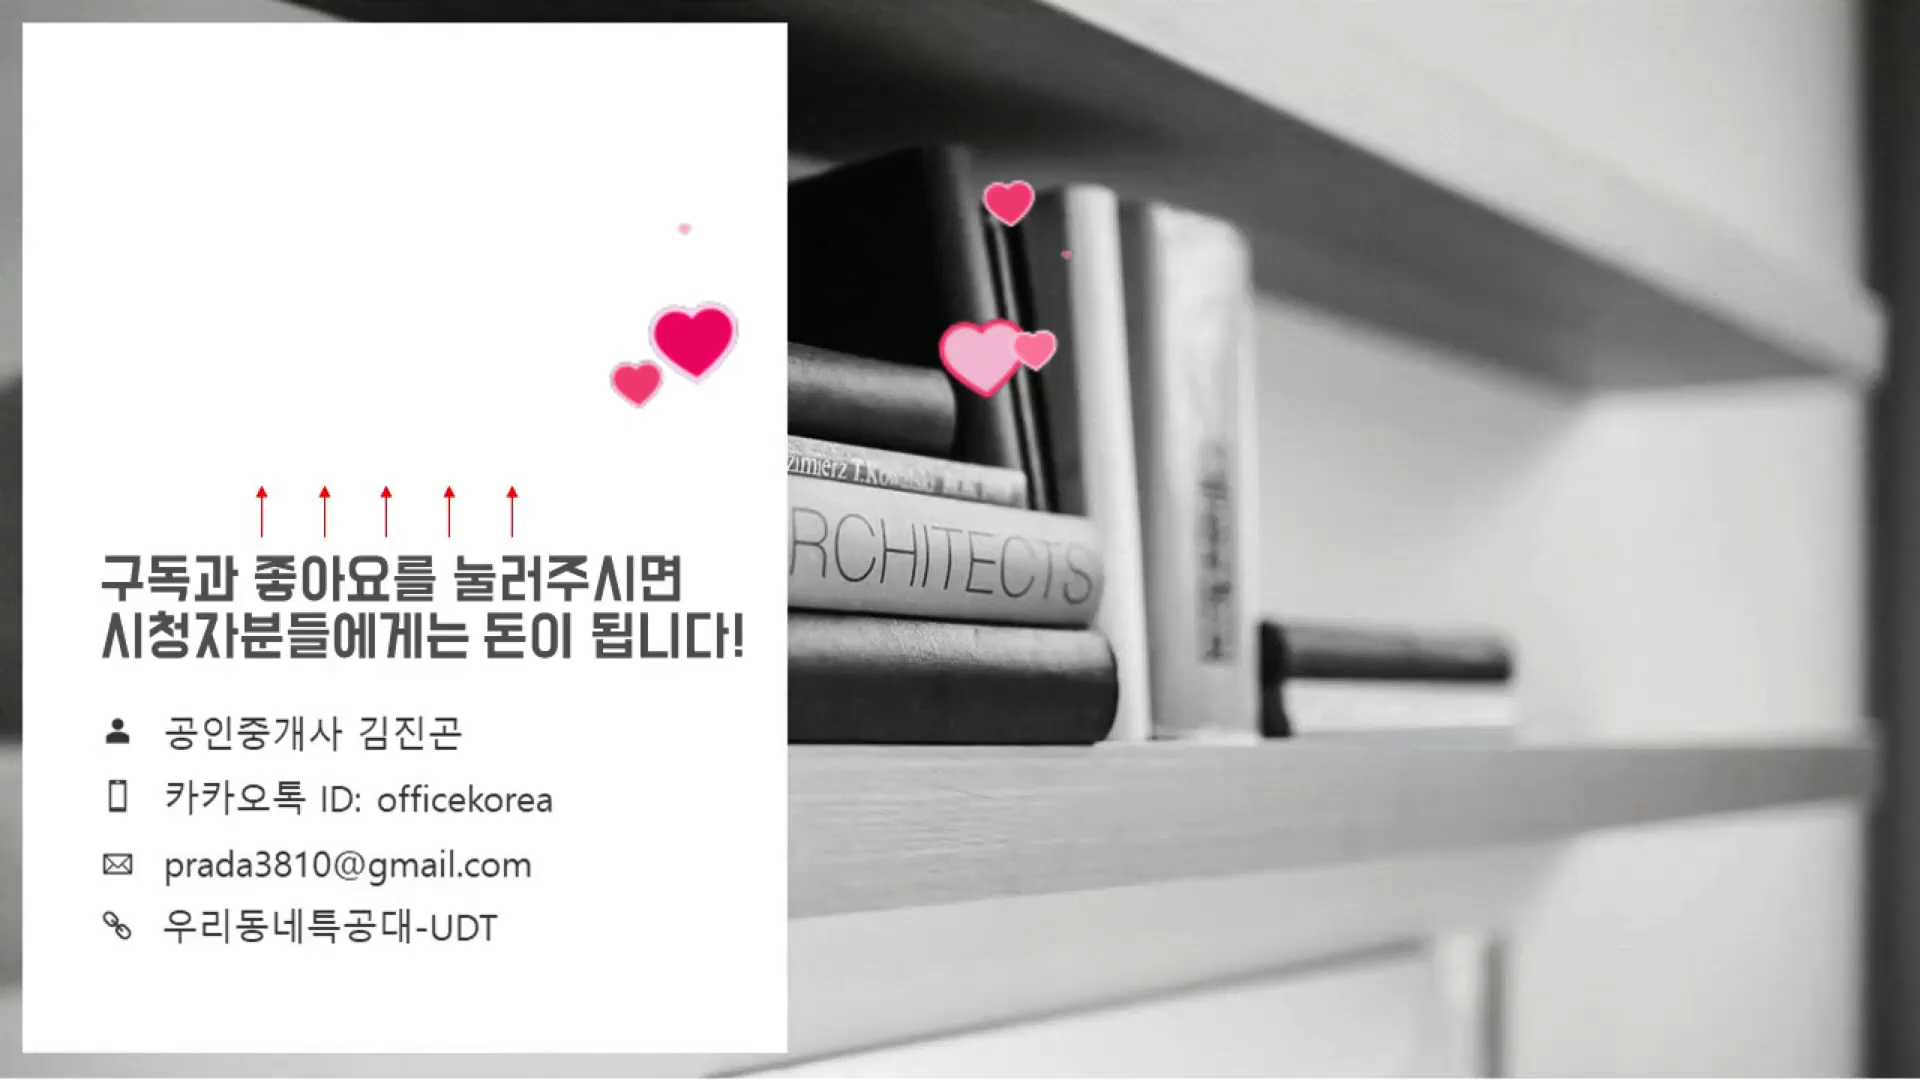 구독과 좋아요를 눌러주시면
시청자분들에게는 돈이 됩니다!
공인중개사 김진곤
카카오톡 ID: officekorea
prada3810@gmail.com
우리동네특공대-UDT
zimierz T.Kowalski
RCHITECTS